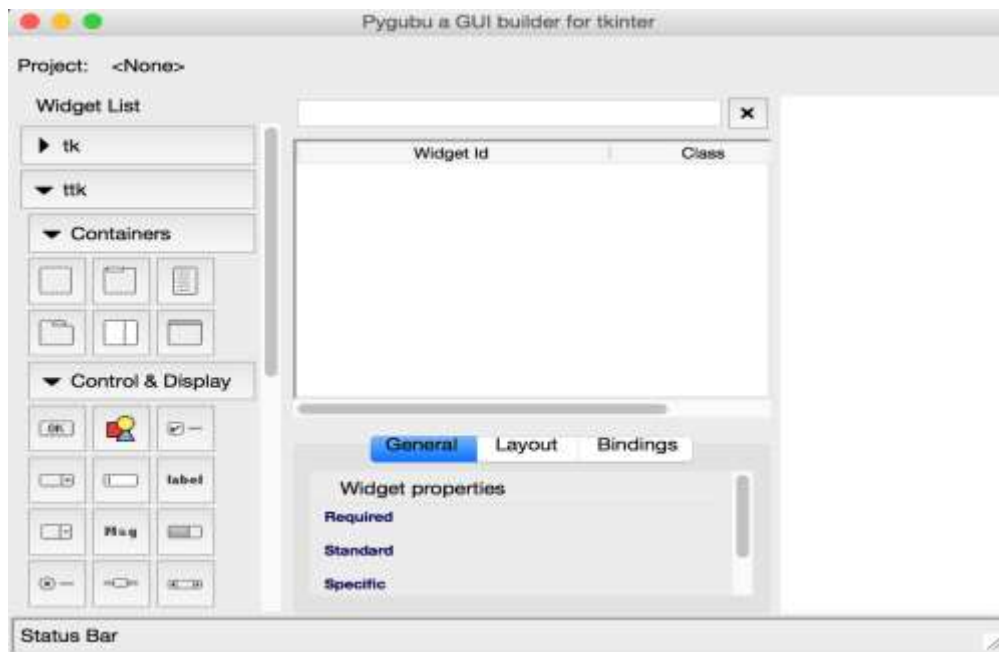 Pygubu a GUI builder for tkinter
Project: <None>
Widget List
tk
ttk
Containers
Control & Display
OK
label
Msg
Widget Id Class
General Layout Bindings
Widget properties
Required
Standard
Specific
Status Bar